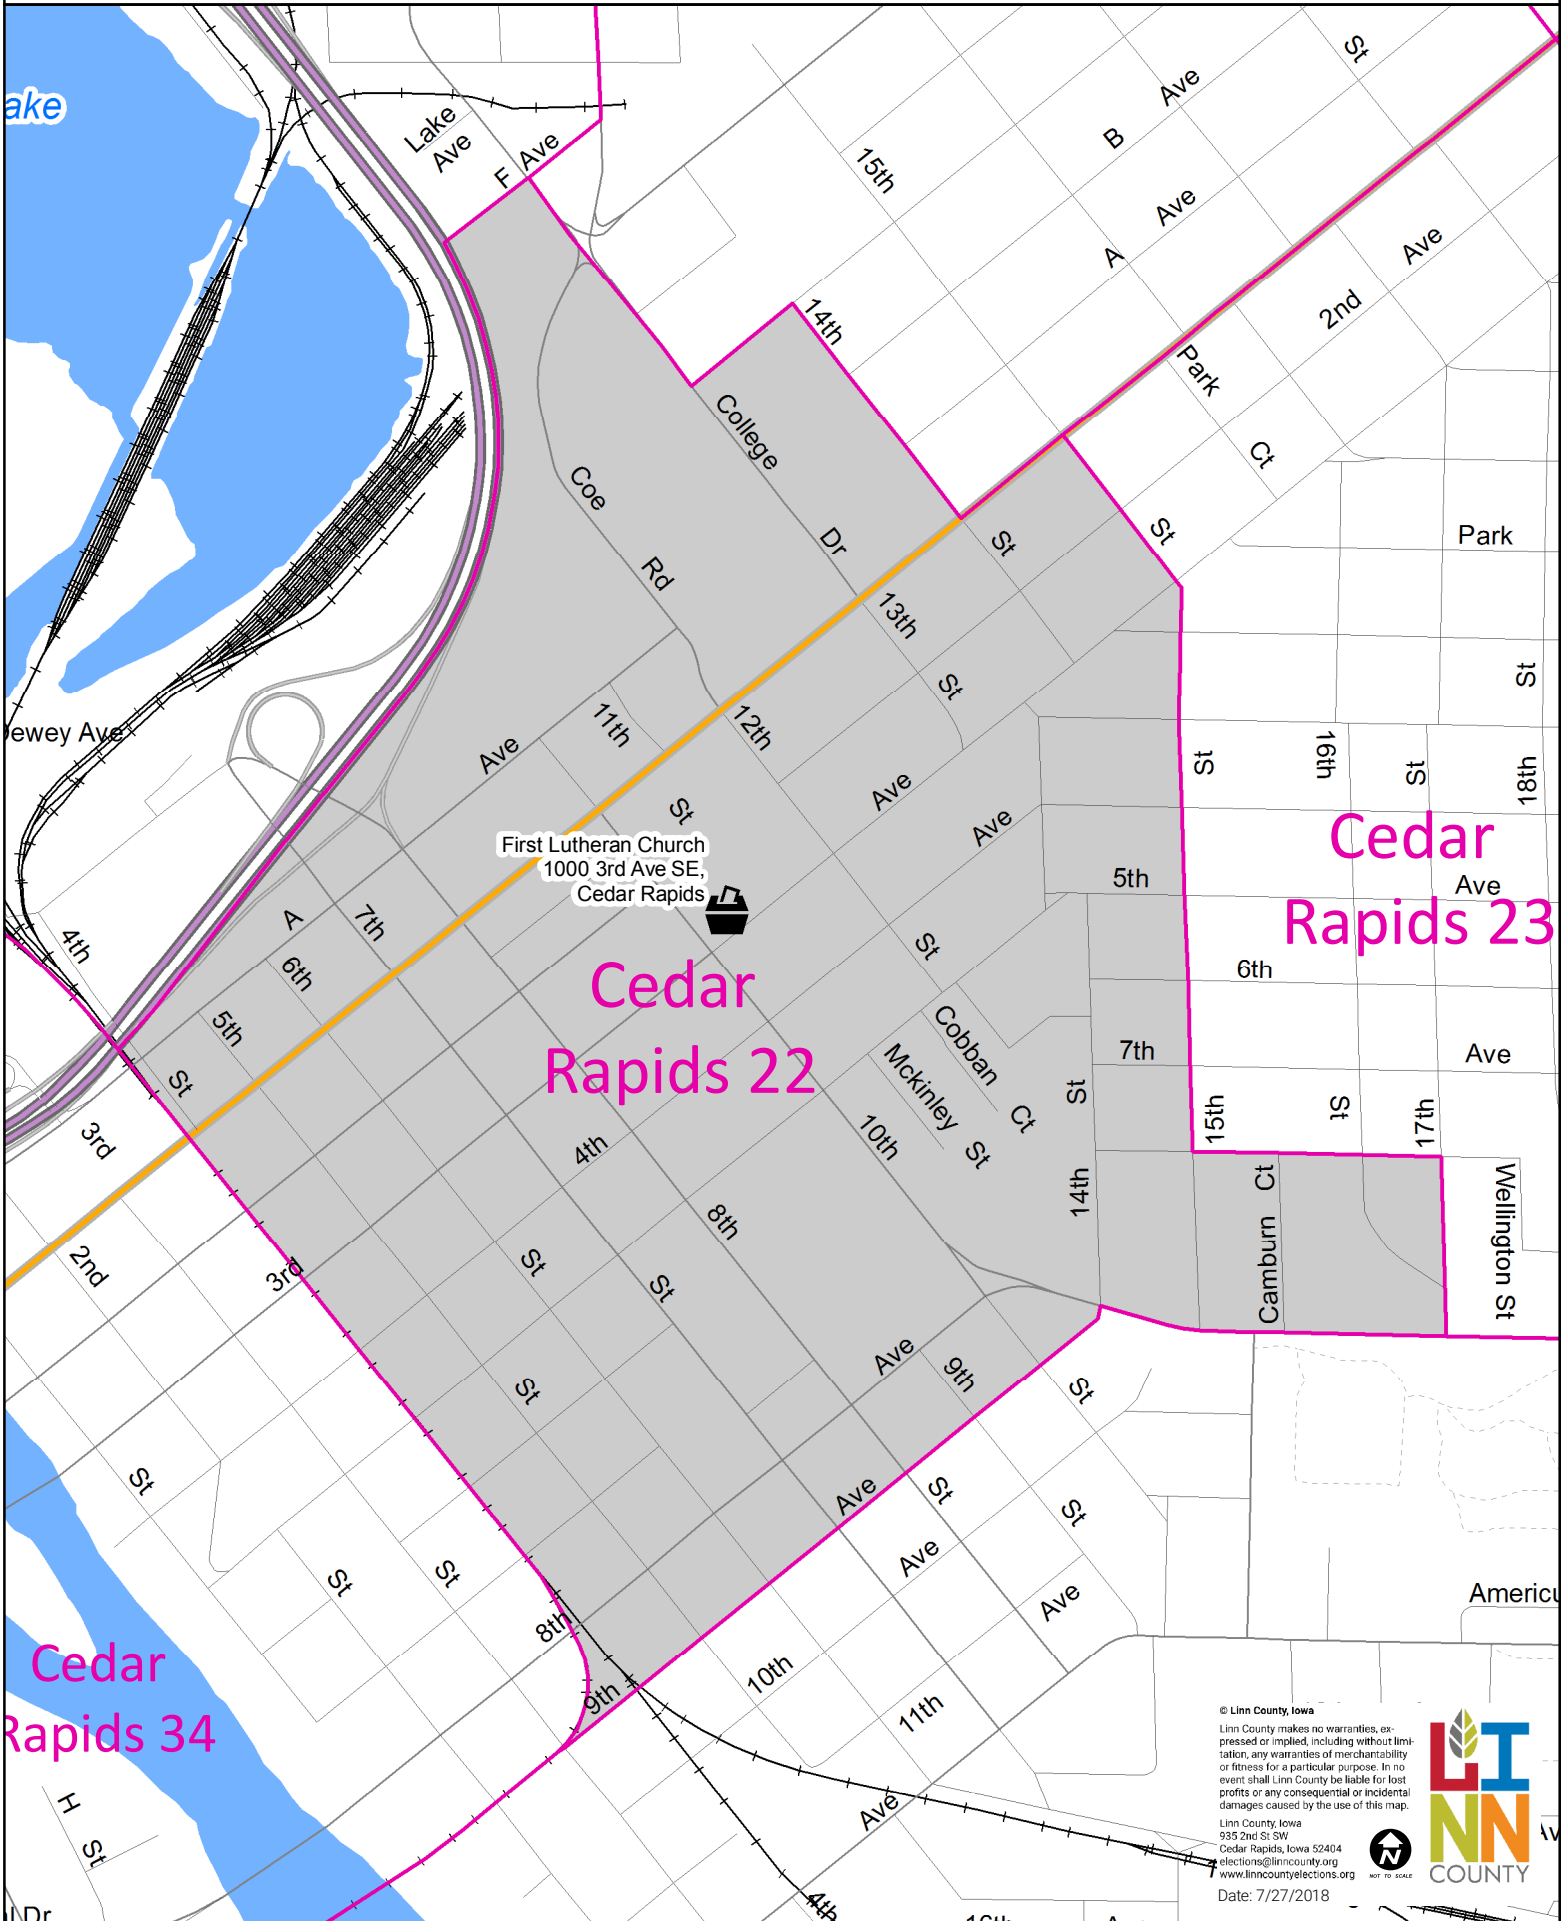 ake
Lake
Ave
F Ave
15th
Ave
St
B
A
Ave
Ave
2nd
14th
Park
Ct
College
Dr
Coe
Rd
St
St
Park
13th
St
St
11th
12th
Ave
St
Ave
Ave
St
16th
St
18th
Cedar
Rapids 23
First Lutheran Church
1000 3rd Ave SE,
Cedar Rapids
5th
Ave
4th
A
7th
6th
5th
St
St
6th
Cedar
Rapids 22
Cobban
Ct
Mckinley
St
7th
Ave
St
15th
St
17th
3rd
4th
10th
14th
Camburn Ct
Wellington St
2nd
3rd
8th
St
St
Ave
9th
St
St
St
Ave
St
St
St
St
Ave
Ave
8th
9th
10th
11th
Cedar
Rapids 34
H
St
Ave
4th
Dr
© Linn County, Iowa
Linn County makes no warranties, ex-
pressed or implied, including without limi-
tation, any warranties of merchantability
or fitness for a particular purpose. In no
event shall Linn County be liable for lost
profits or any consequential or incidental
damages caused by the use of this map.
Linn County, Iowa
935 2nd St SW
Cedar Rapids, Iowa 52404
elections@linncounty.org
www.linncountyelections.org
Date: 7/27/2018
N
NOT TO SCALE
LINN
COUNTY